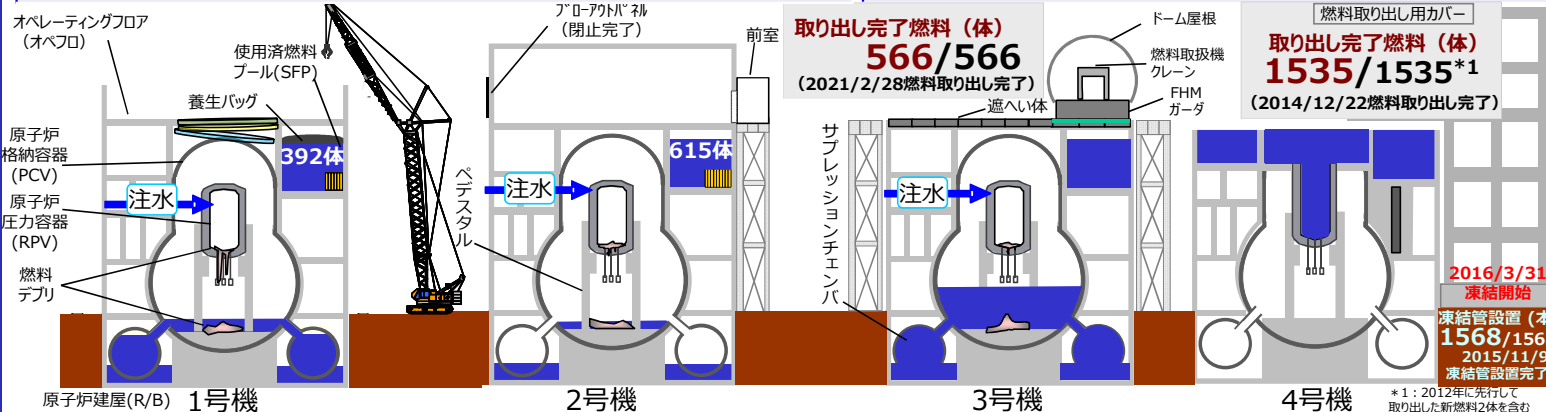 オペレーティングフロア
（オペフロ）
使用済燃料
プール(SFP)
養生バッグ
原子炉
格納容器
(PCV)
392体
注水
原子炉
圧力容器
(RPV)
燃料
デブリ
原子炉建屋(R/B)
1号機
ﾌﾞﾛｰｱｳﾄﾊﾟﾈﾙ
(閉止完了)
前室
615体
注水
ペデスタル
2号機
取り出し完了燃料（体）
566/566
(2021/2/28燃料取り出し完了)
ドーム屋根
燃料取扱機
クレーン
FHM
ガーダ
遮へい体
サプレッションチェンバ
注水
3号機
燃料取り出し用カバー
取り出し完了燃料（体）
1535/1535*1
(2014/12/22燃料取り出し完了)
2016/3/31
凍結開始
凍結管設置（本
1568/156
2015/11/9
凍結管設置完了
4号機
＊1：2012年に先行して
取り出した新燃料2体を含む